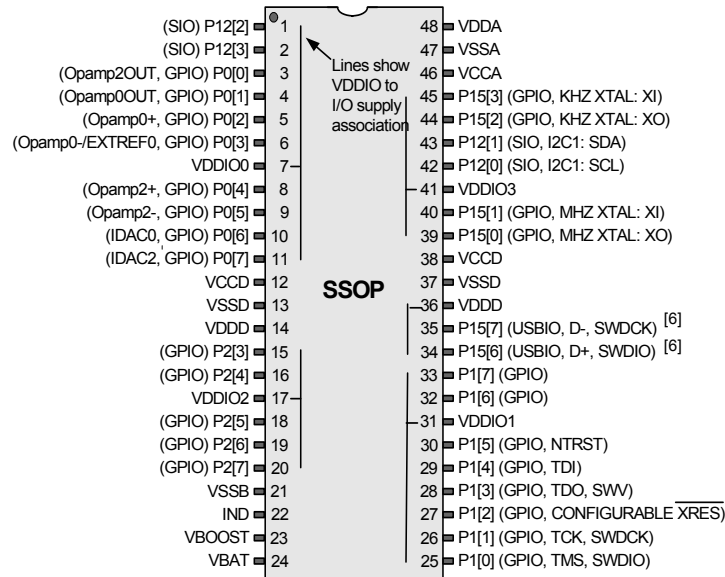 (SIO) P12[2] 1
(SIO) P12[3] 2
(Opamp2OUT, GPIO) P0[0] 3
(Opamp0OUT, GPIO) P0[1] 4
(Opamp0+, GPIO) P0[2] 5
(Opamp0-/EXTREF0, GPIO) P0[3] 6
VDDIO0 7
(Opamp2+, GPIO) P0[4] 8
(Opamp2-, GPIO) P0[5] 9
(IDAC0, GPIO) P0[6] 10
(IDAC2, GPIO) P0[7] 11
VCCD 12
VSSD 13
VDDD 14
(GPIO) P2[3] 15
(GPIO) P2[4] 16
VDDIO2 17
(GPIO) P2[5] 18
(GPIO) P2[6] 19
(GPIO) P2[7] 20
VSSB 21
IND 22
VBOOST 23
VBAT 24
Lines show
VDDIO to
I/O supply
association
SSOP
48 VDDA
47 VSSA
46 VCCA
45 P15[3] (GPIO, KHZ XTAL: XI)
44 P15[2] (GPIO, KHZ XTAL: XO)
43 P12[1] (SIO, I2C1: SDA)
42 P12[0] (SIO, I2C1: SCL)
41 VDDIO3
40 P15[1] (GPIO, MHZ XTAL: XI)
39 P15[0] (GPIO, MHZ XTAL: XO)
38 VCCD
37 VSSD
36 VDDD
35 P15[7] (USBIO, D-, SWDCK) [6]
34 P15[6] (USBIO, D+, SWDIO) [6]
33 P1[7] (GPIO)
32 P1[6] (GPIO)
31 VDDIO1
30 P1[5] (GPIO, NTRST)
29 P1[4] (GPIO, TDI)
28 P1[3] (GPIO, TDO, SWV)
27 P1[2] (GPIO, CONFIGURABLE XRES)
26 P1[1] (GPIO, TCK, SWDCK)
25 P1[0] (GPIO, TMS, SWDIO)